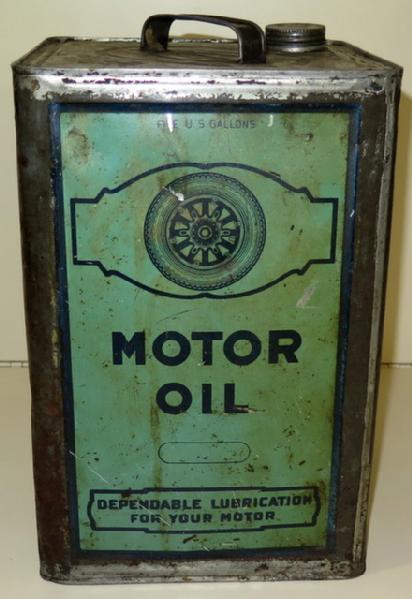 FIVE U S GALLONS
MOTOR
OIL
DEPENDABLE LUBRICATION
FOR YOUR MOTOR